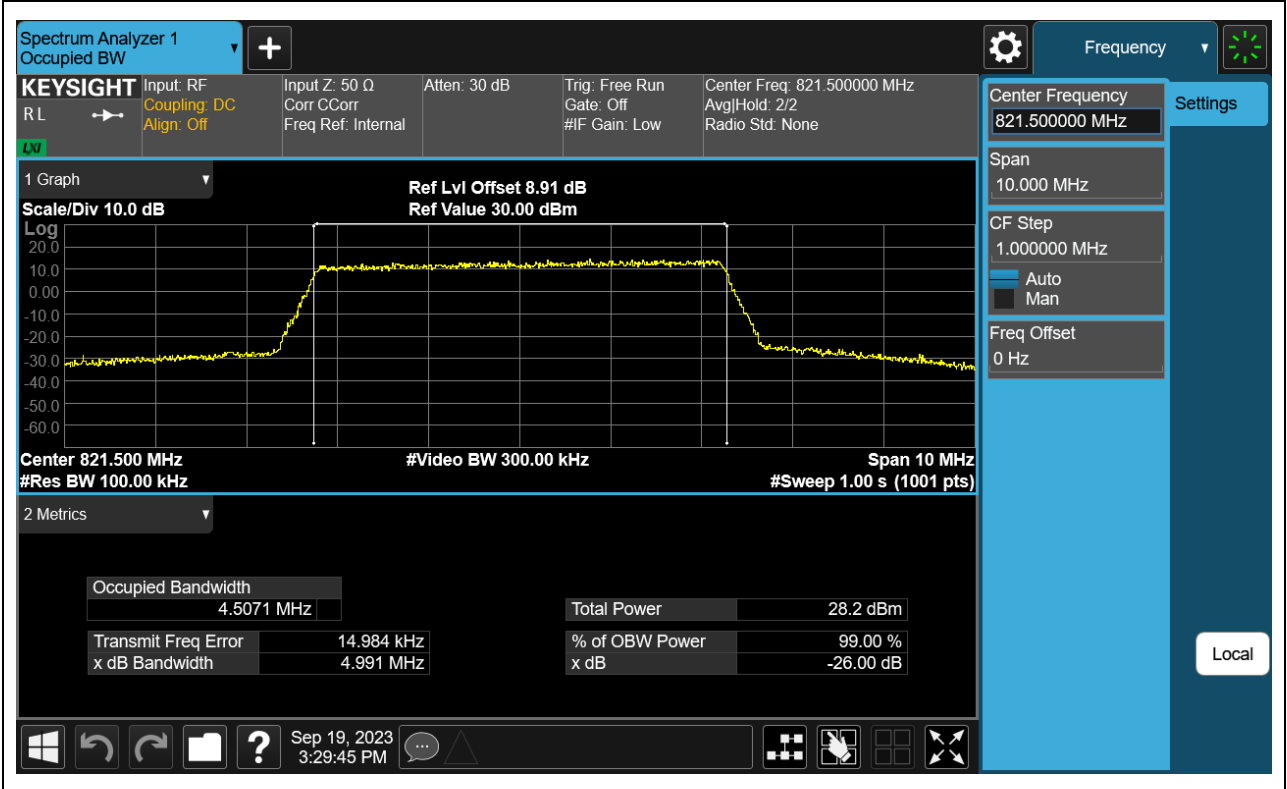 Spectrum Analyzer 1
Occupied BW
Frequency
KEYSIGHT
R L
LXI
Input: RF
Coupling: DC
Align: Off
Input Z: 50 Ω
Corr CCorr
Freq Ref: Internal
Atten: 30 dB
Trig: Free Run
Gate: Off
#IF Gain: Low
Center Freq: 821.500000 MHz
Avg|Hold: 2/2
Radio Std: None
Center Frequency
821.500000 MHz
Settings
Span
10.000 MHz
CF Step
1.000000 MHz
Auto
Man
Freq Offset
0 Hz
Local
1 Graph
Scale/Div 10.0 dB
Ref Lvl Offset 8.91 dB
Ref Value 30.00 dBm
Log
20.0
10.0
0.00
-10.0
-20.0
-30.0
-40.0
-50.0
-60.0
Center 821.500 MHz
#Video BW 300.00 kHz
Span 10 MHz
#Res BW 100.00 kHz
#Sweep 1.00 s (1001 pts)
2 Metrics
Occupied Bandwidth
4.5071 MHz
Total Power 28.2 dBm
Transmit Freq Error 14.984 kHz
% of OBW Power 99.00 %
x dB Bandwidth 4.991 MHz
x dB -26.00 dB
?
Sep 19, 2023
3:29:45 PM